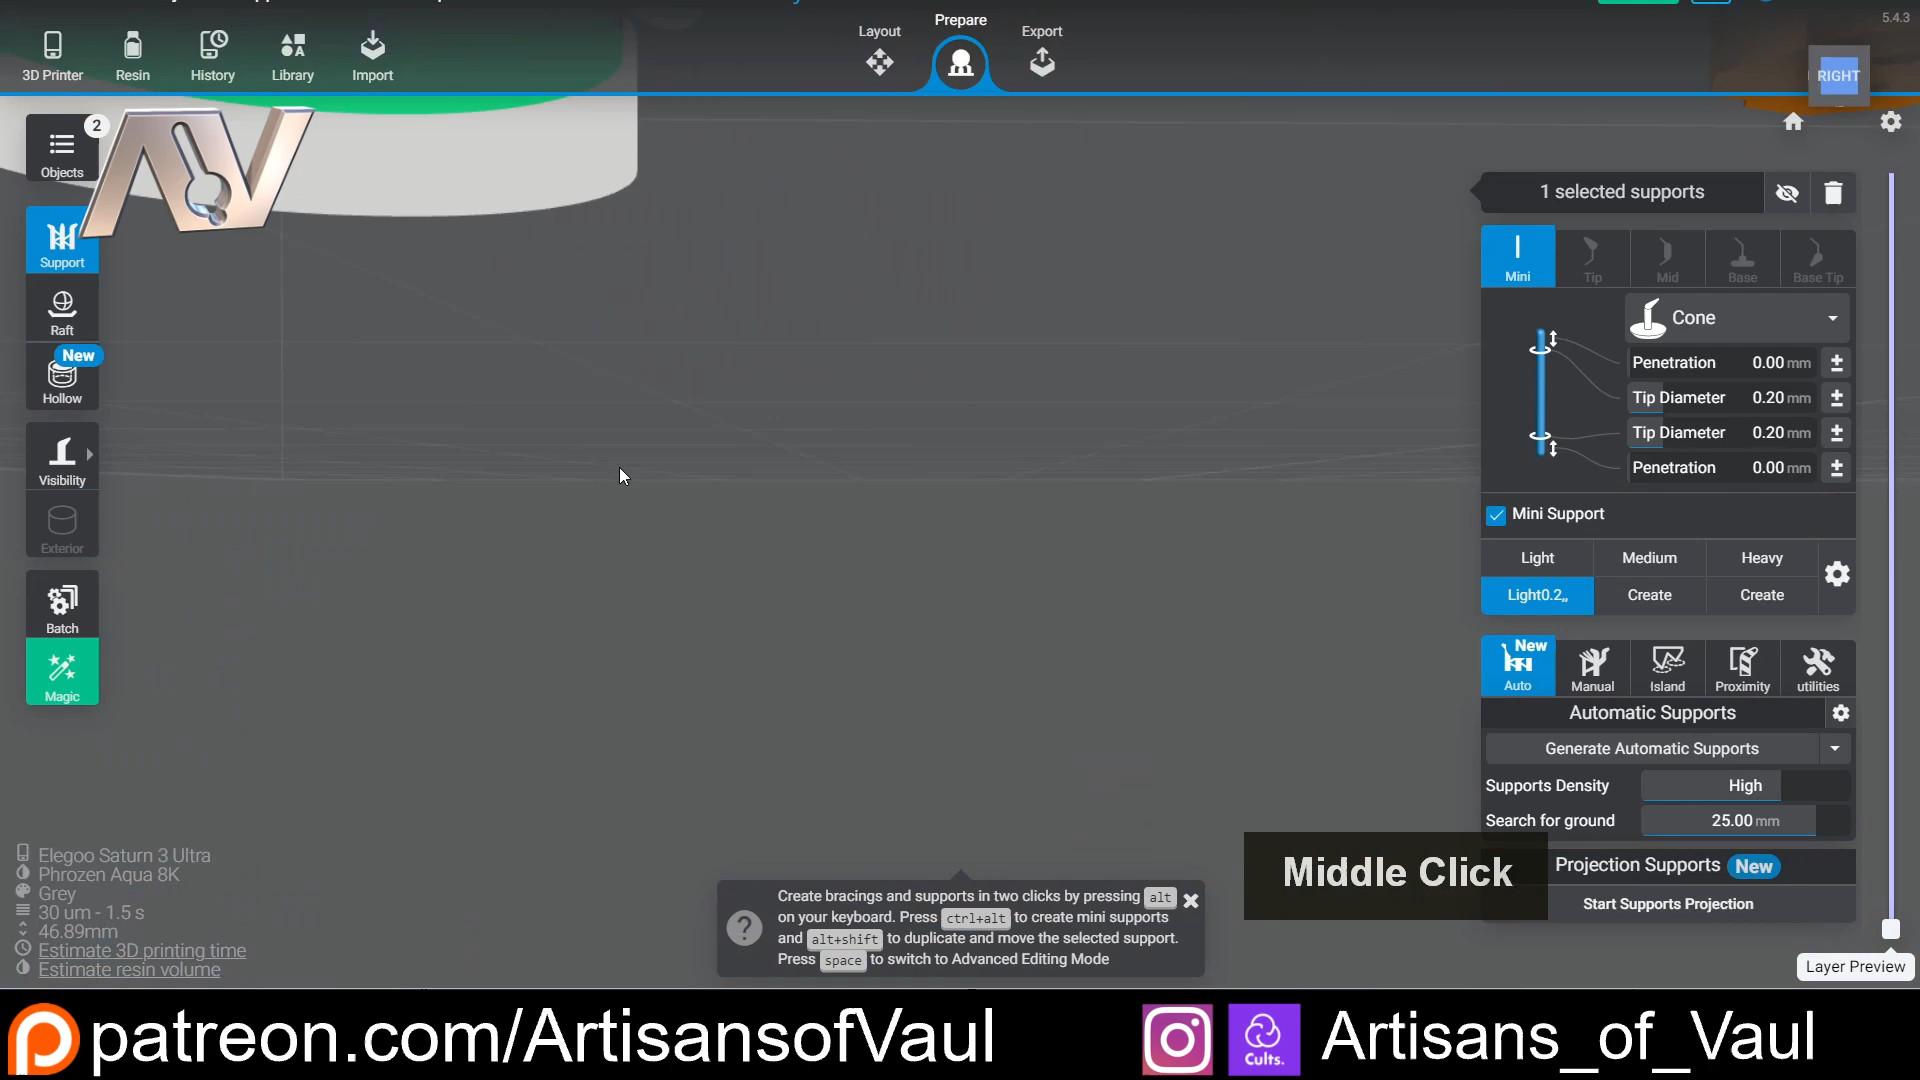 Prepare
Layout
Export
5.4.3
3D Printer
Resin
History
Library
Import
RIGHT
2
Objects
AV
1 selected supports
Support
Mini
Tip
Mid
Base
Base Tip
Raft
Cone
New
Hollow
Penetration 0.00 mm
Tip Diameter 0.20 mm
Tip Diameter 0.20 mm
Penetration 0.00 mm
Visibility
Mini Support
Exterior
Light Medium Heavy
Light0.2,, Create Create
Batch
Magic
New
Auto
Manual
Island
Proximity
utilities
Automatic Supports
Generate Automatic Supports
Supports Density High
Search for ground 25.00 mm
Elegoo Saturn 3 Ultra
Phrozen Aqua 8K
Grey
30 um - 1.5 s
46.89mm
Estimate 3D printing time
Estimate resin volume
Middle Click
Projection Supports New
Start Supports Projection
Create bracings and supports in two clicks by pressing alt
on your keyboard. Press ctrl+alt to create mini supports
and alt+shift to duplicate and move the selected support.
Press space to switch to Advanced Editing Mode
Layer Preview
patreon.com/ArtisansofVaul
Cults.
Artisans_of_Vaul